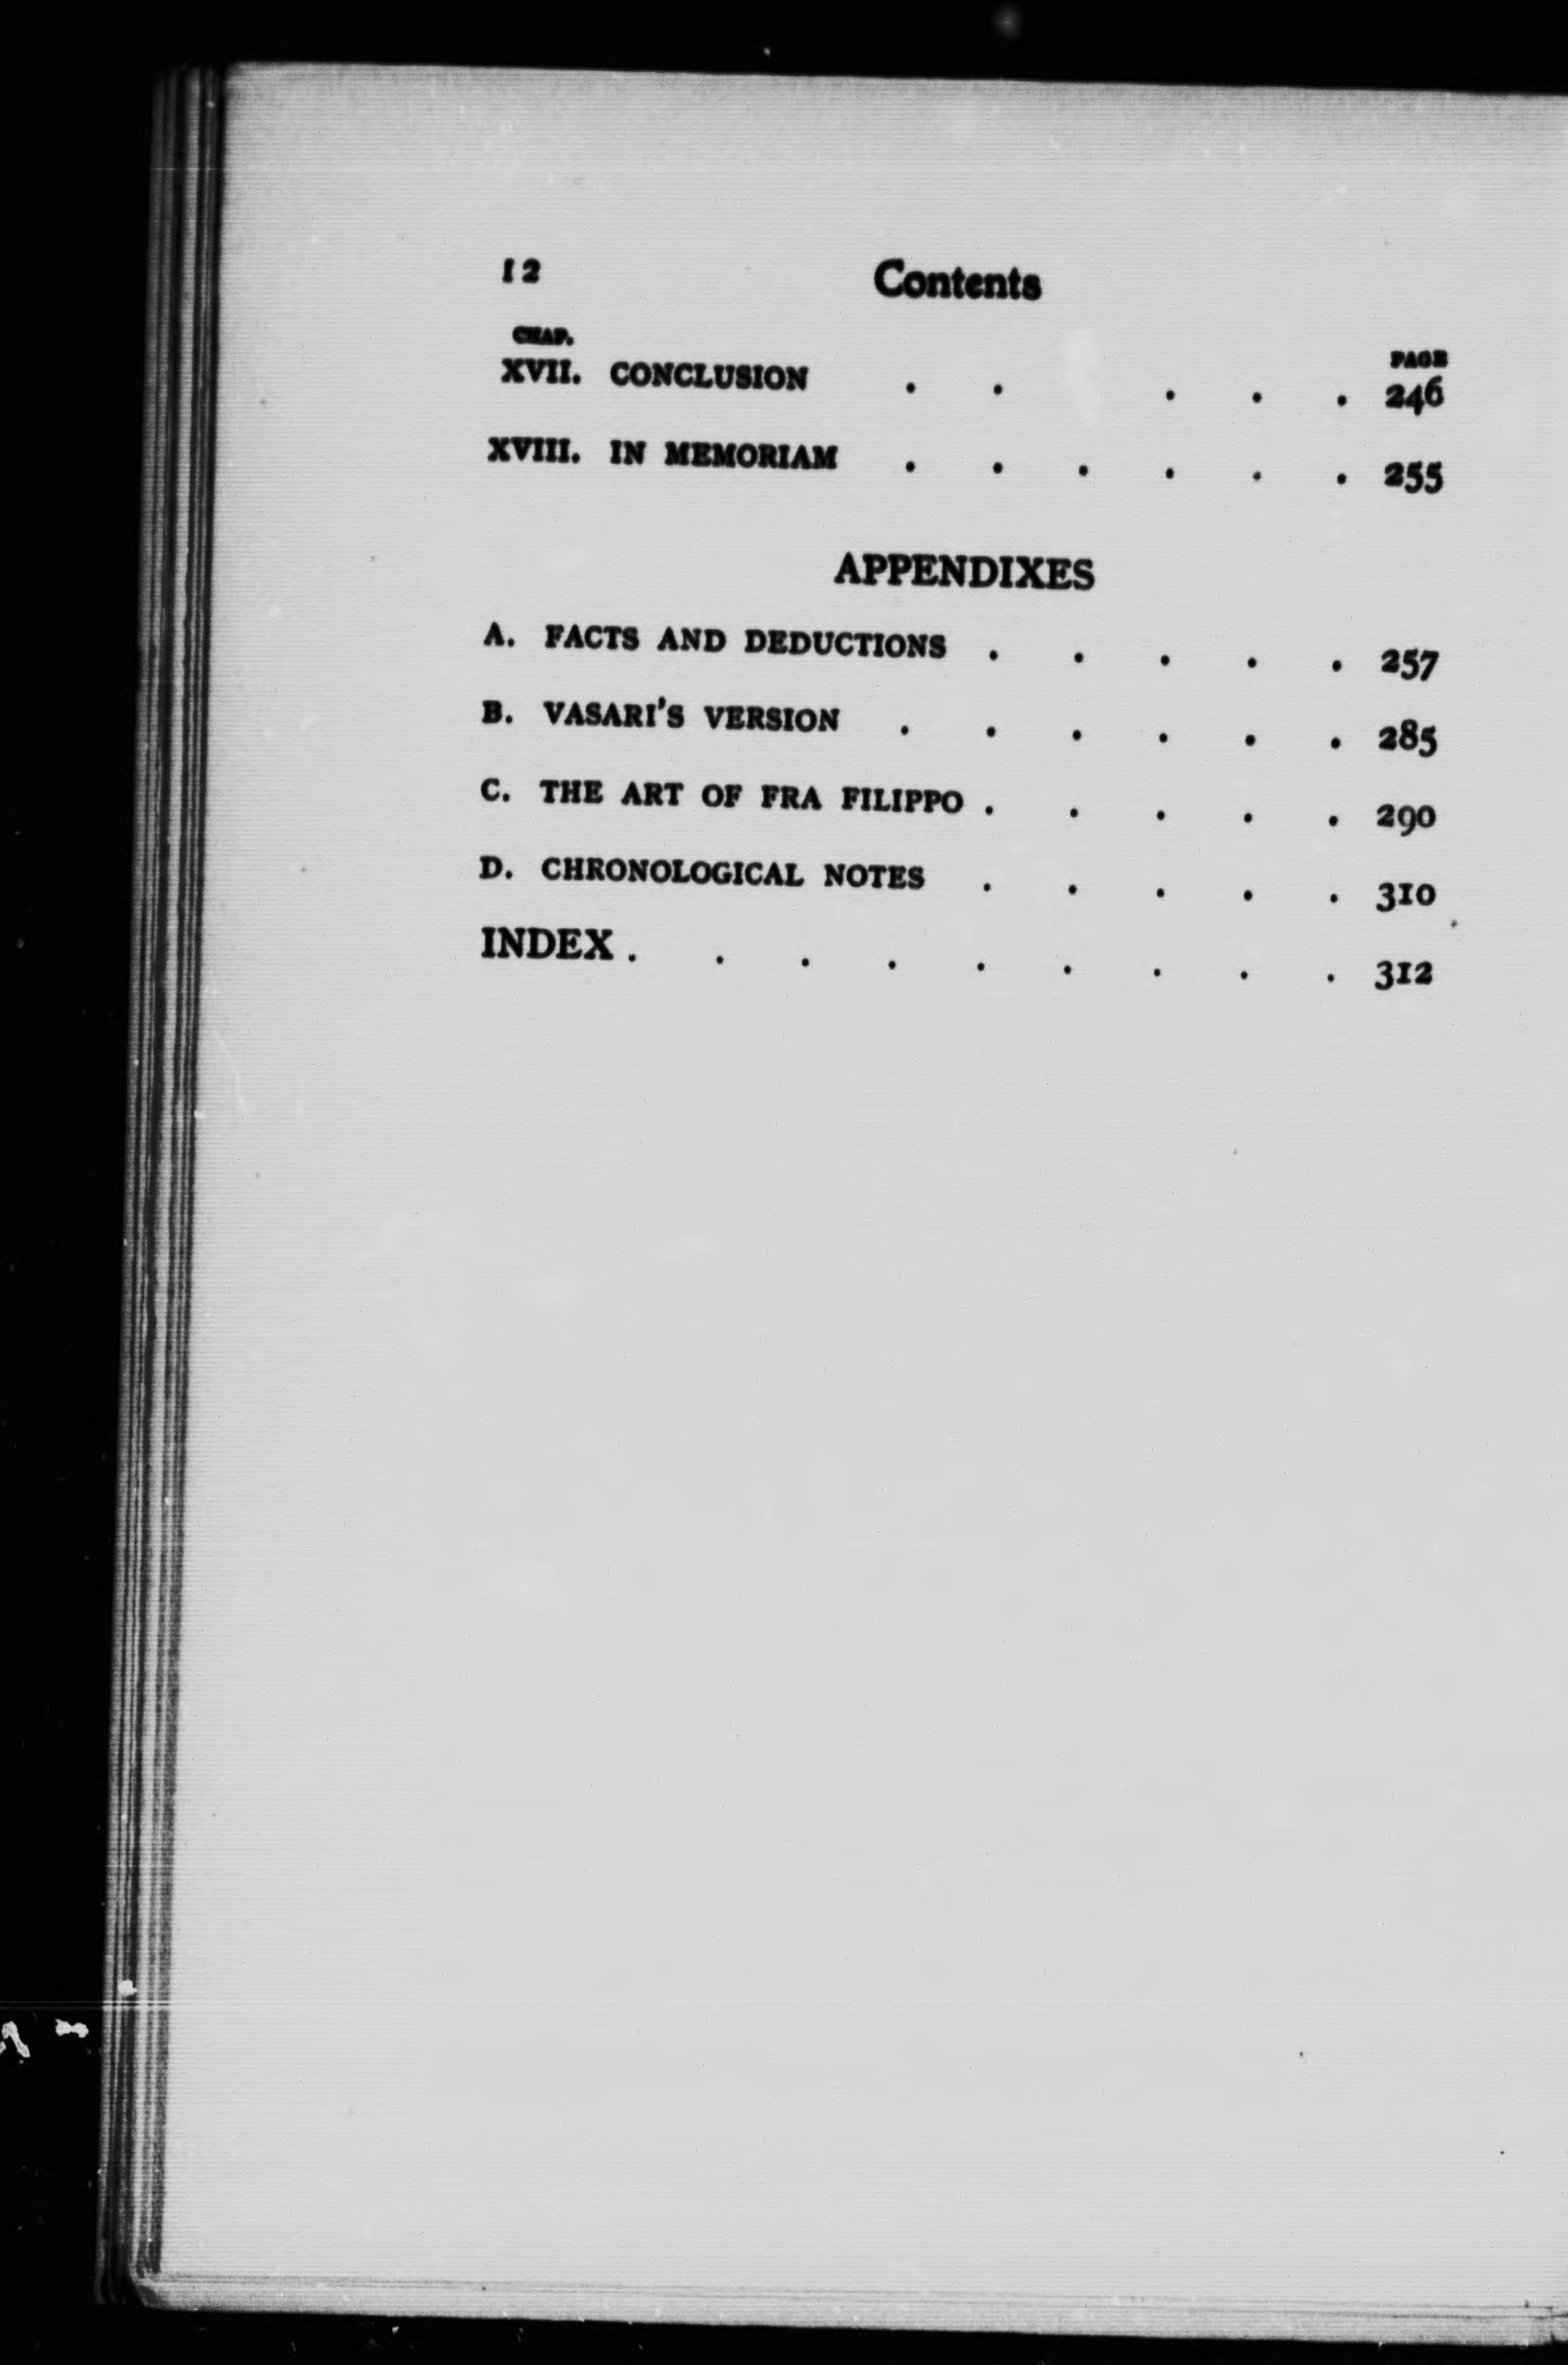 12 Contents
CHAP. PAGE
XVII. CONCLUSION . . . . . 246
XVIII. IN MEMORIAM . . . . . . 255
APPENDIXES
A. FACTS AND DEDUCTIONS . . . . . 257
B. VASARI'S VERSION . . . . . . 285
C. THE ART OF FRA FILIPPO . . . . . 290
D. CHRONOLOGICAL NOTES . . . . . 310
INDEX . . . . . . . . . 312